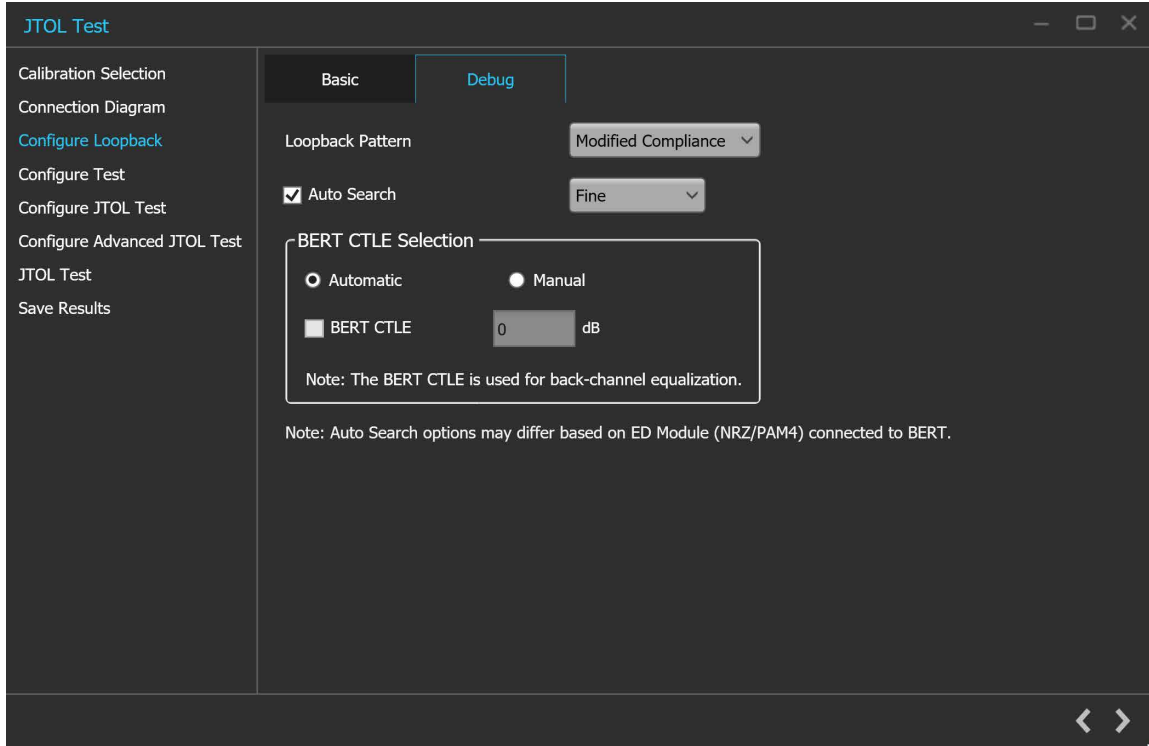 JTOL Test
Calibration Selection
Connection Diagram
Configure Loopback
Configure Test
Configure JTOL Test
Configure Advanced JTOL Test
JTOL Test
Save Results
Basic
Debug
Loopback Pattern
Modified Compliance
Auto Search
Fine
BERT CTLE Selection
Automatic
Manual
BERT CTLE
0
dB
Note: The BERT CTLE is used for back-channel equalization.
Note: Auto Search options may differ based on ED Module (NRZ/PAM4) connected to BERT.